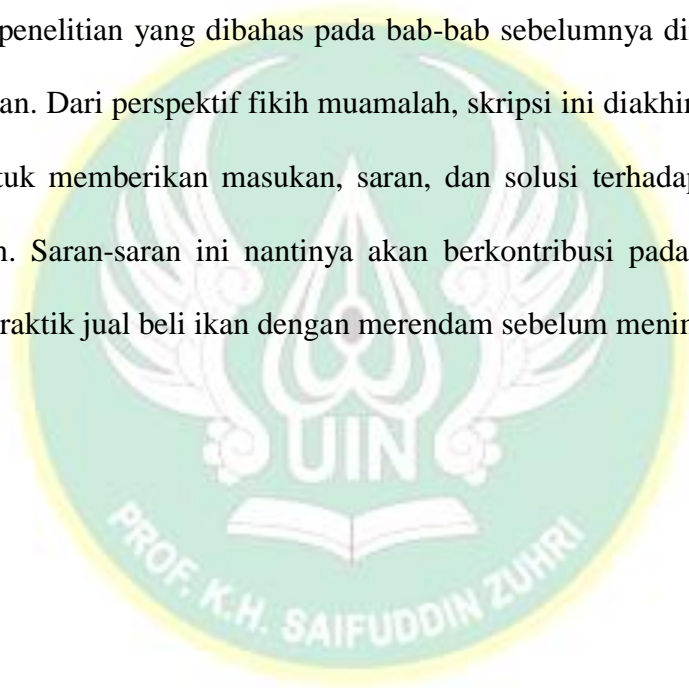 penelitian yang dibahas pada bab-bab sebelumnya di
an. Dari perspektif fikih muamalah, skripsi ini diakhir
tuk memberikan masukan, saran, dan solusi terhadap
n. Saran-saran ini nantinya akan berkontribusi pada
raktik jual beli ikan dengan merendam sebelum menim
UIN
PROF. K.H. SAIFUDDIN ZUHRI